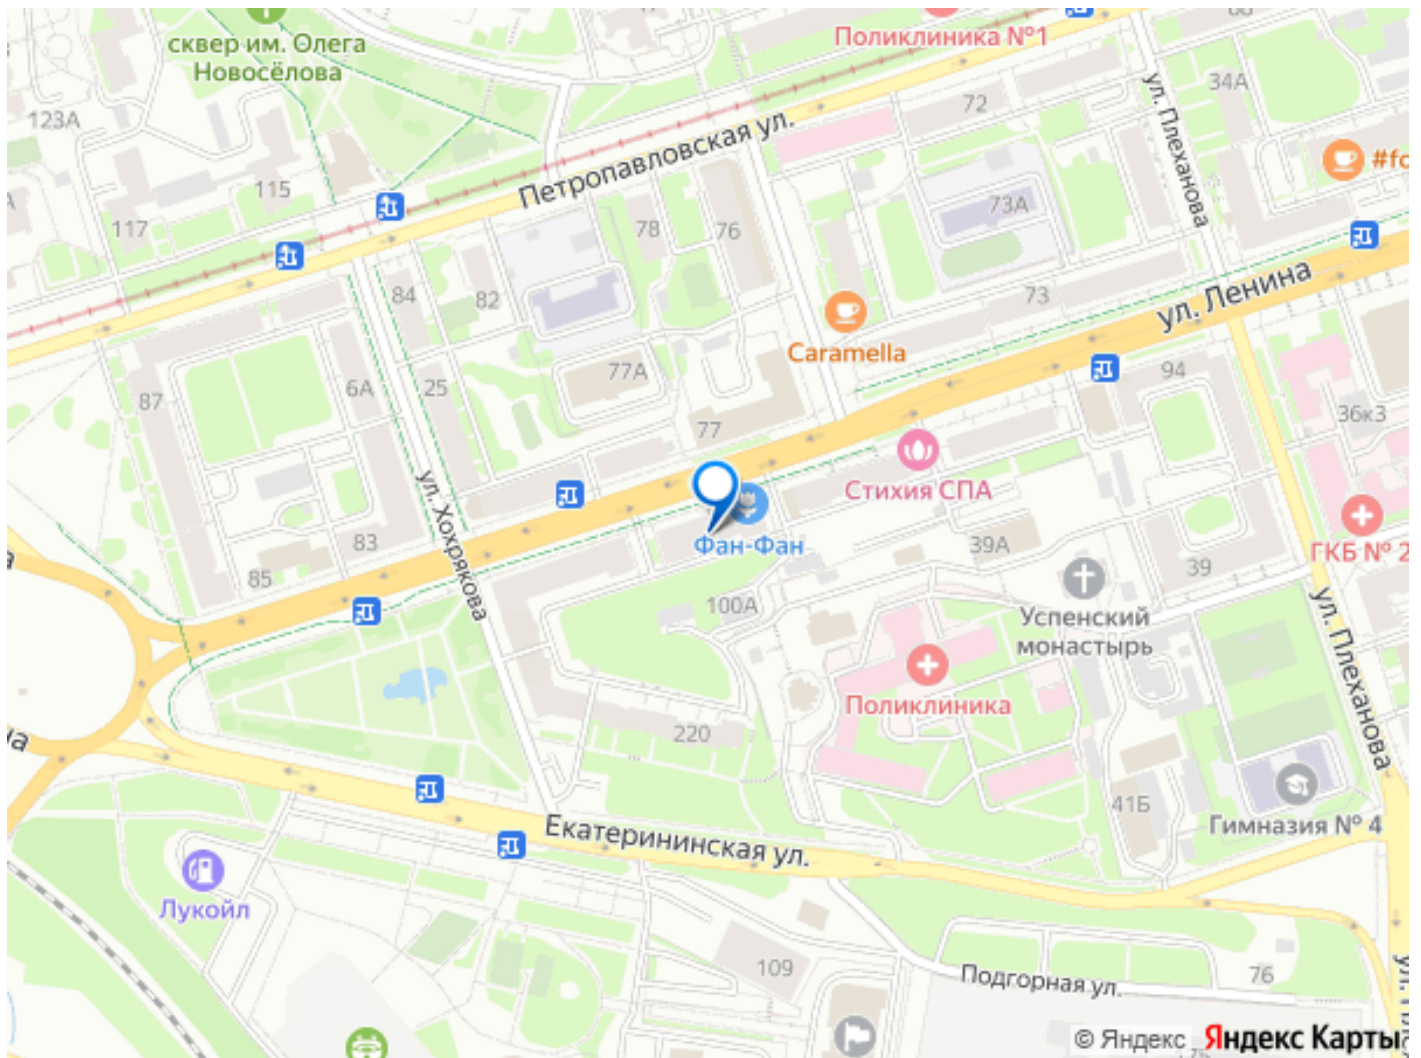 сквер им. Олега
Новосёлова
Поликлиника №1
123А
115
117
Петропавловская ул.
72
34А
ул. Плеханова
#fo
78
76
73А
84
82
73
ул. Ленина
Caramella
87
6А
25
77А
77
94
36к3
ул. Хохрякова
Стихия СПА
Фан-Фан
39А
ГКБ № 2
83
85
100А
39
Успенский
монастырь
ул. Плеханова
Поликлиника
220
41Б
Гимназия № 4
Екатерининская ул.
Лукойл
109
Подгорная ул.
76
© Яндекс
Яндекс Карты